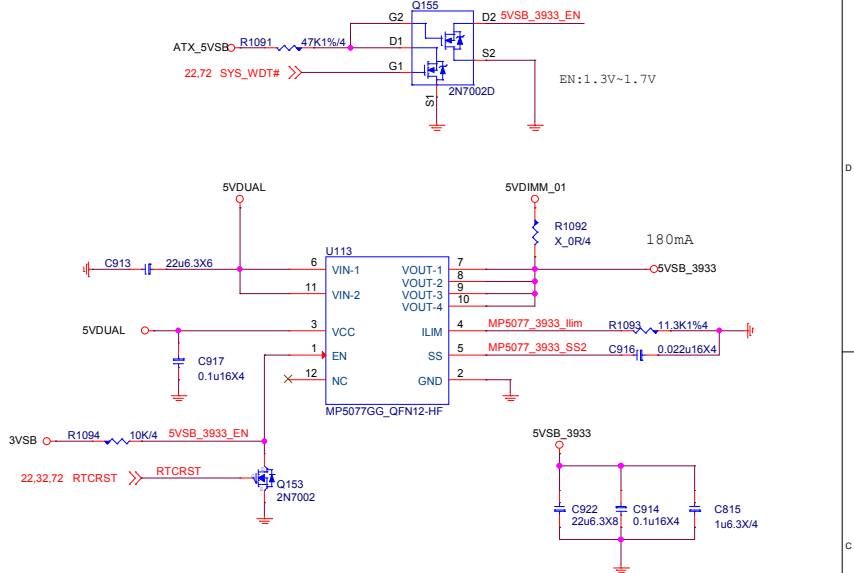 Q155
G2
D2 5VSB_3933_EN
ATX_5VSB R1091 47K1%/4 D1
S2
22,72 SYS_WDT# G1
EN:1.3V~1.7V
2N7002D
S1
D
5VDUAL 5VDIMM_01
R1092
X_0R/4
180mA
U113
C913 22u6.3X6 6 VIN-1 VOUT-1 7 5VSB_3933
VOUT-2 8
11 VIN-2 VOUT-3 9
VOUT-4 10
5VDUAL 3 VCC ILIM 4 MP5077_3933_Ilim R1093 11.3K1%4
1 EN SS 5 MP5077_3933_SS2 C916 0.022u16X4
C917
0.1u16X4
12 NC GND 2
MP5077GG_QFN12-HF
3VSB R1094 10K/4 5VSB_3933_EN
5VSB_3933
22,32,72 RTCRST RTCRST
Q153
2N7002
C922
22u6.3X8
C914
0.1u16X4
C815
1u6.3X/4
C